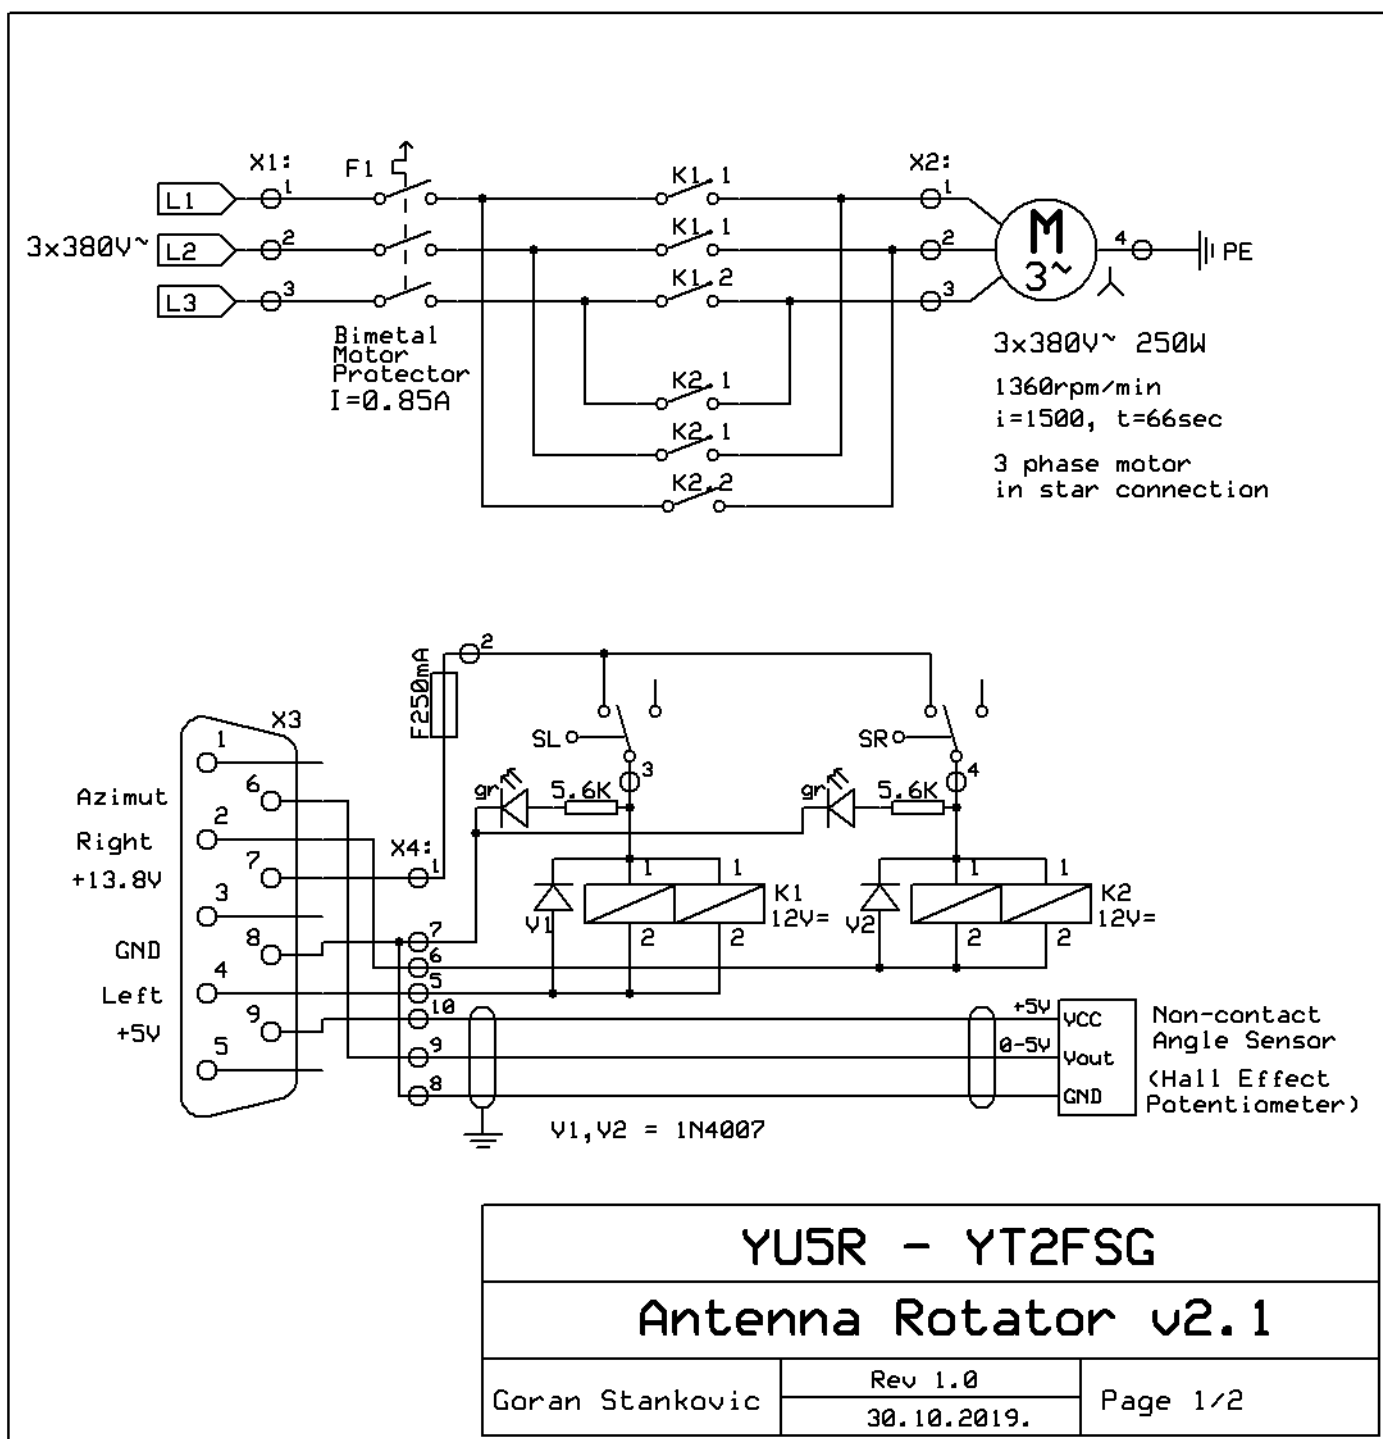 X1:
F1
K1.1
X2:
L1
1
1
3x380V~
L2
2
K1.1
2
M
3~
4
PE
L3
3
K1.2
3
Bimetal
Motor
Protector
I=0.85A
K2.1
K2.1
K2.2
3x380V~ 250W
1360rpm/min
i=1500, t=66sec
3 phase motor
in star connection
F250mA
2
X3
SL
3
SR
4
gr
5.6K
gr
5.6K
1
Azimut
6
Right
2
+13.8V
7
X4:
1
3
GND
8
7
6
Left
4
5
+5V
9
10
5
9
8
V1
1
1
2
2
K1
12V=
V2
1
1
2
2
K2
12V=
+5V
VCC
0-5V
Vout
GND
Non-contact
Angle Sensor
(Hall Effect
Potentiometer)
V1,V2 = 1N4007
YU5R - YT2FSG
Antenna Rotator v2.1
Goran Stankovic
Rev 1.0
30.10.2019.
Page 1/2